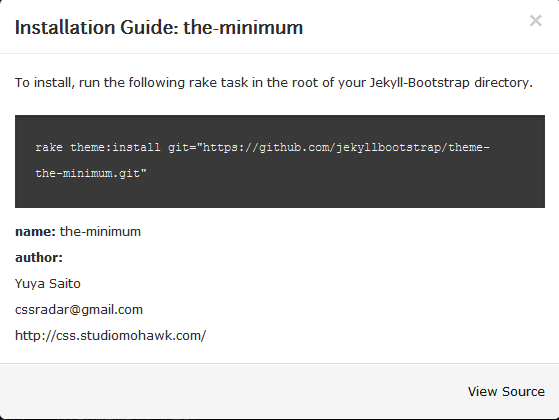 Installation Guide: the-minimum
×
To install, run the following rake task in the root of your Jekyll-Bootstrap directory.
rake theme:install git="https://github.com/jekyllbootstrap/theme-
the-minimum.git"
name: the-minimum
author:
Yuya Saito
cssradar@gmail.com
http://css.studiomohawk.com/
View Source